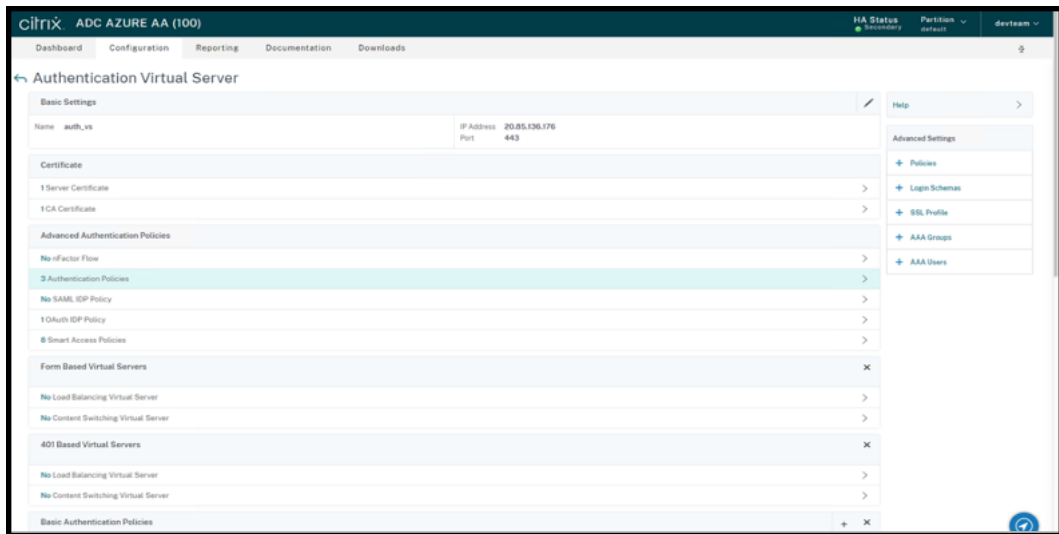 citrix. ADC AZURE AA (100)
HA Status
Secondary
Partition
default
devteam
Dashboard Configuration Reporting Documentation Downloads
Authentication Virtual Server
Basic Settings
Name auth_vs
IP Address 20.85.136.176
Port 443
Certificate
1 Server Certificate
1 CA Certificate
Advanced Authentication Policies
No nFactor Flow
3 Authentication Policies
No SAML IDP Policy
1 OAuth IDP Policy
8 Smart Access Policies
Form Based Virtual Servers
No Load Balancing Virtual Server
No Content Switching Virtual Server
401 Based Virtual Servers
No Load Balancing Virtual Server
No Content Switching Virtual Server
Basic Authentication Policies
Help
Advanced Settings
+ Policies
+ Login Schemas
+ SSL Profile
+ AAA Groups
+ AAA Users